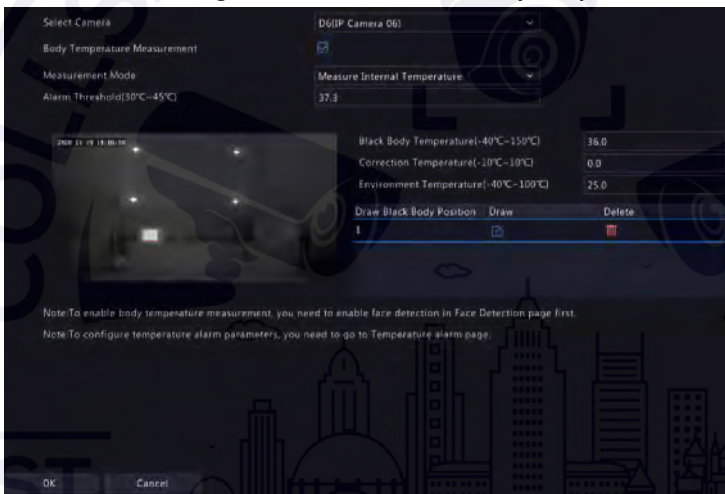 Select Camera
D6(IP Camera 06)
Body Temperature Measurement
Measurement Mode
Measure Internal Temperature
Alarm Threshold(30℃~45℃)
37.3
Black Body Temperature(-40℃~150℃)
36.0
Correction Temperature(-10℃~10℃)
0.0
Environment Temperature(-40℃~100℃)
25.0
Draw Black Body Position Draw Delete
1
Note:To enable body temperature measurement, you need to enable face detection in Face Detection page first.
Note:To configure temperature alarm parameters, you need to go to Temperature alarm page.
OK Cancel